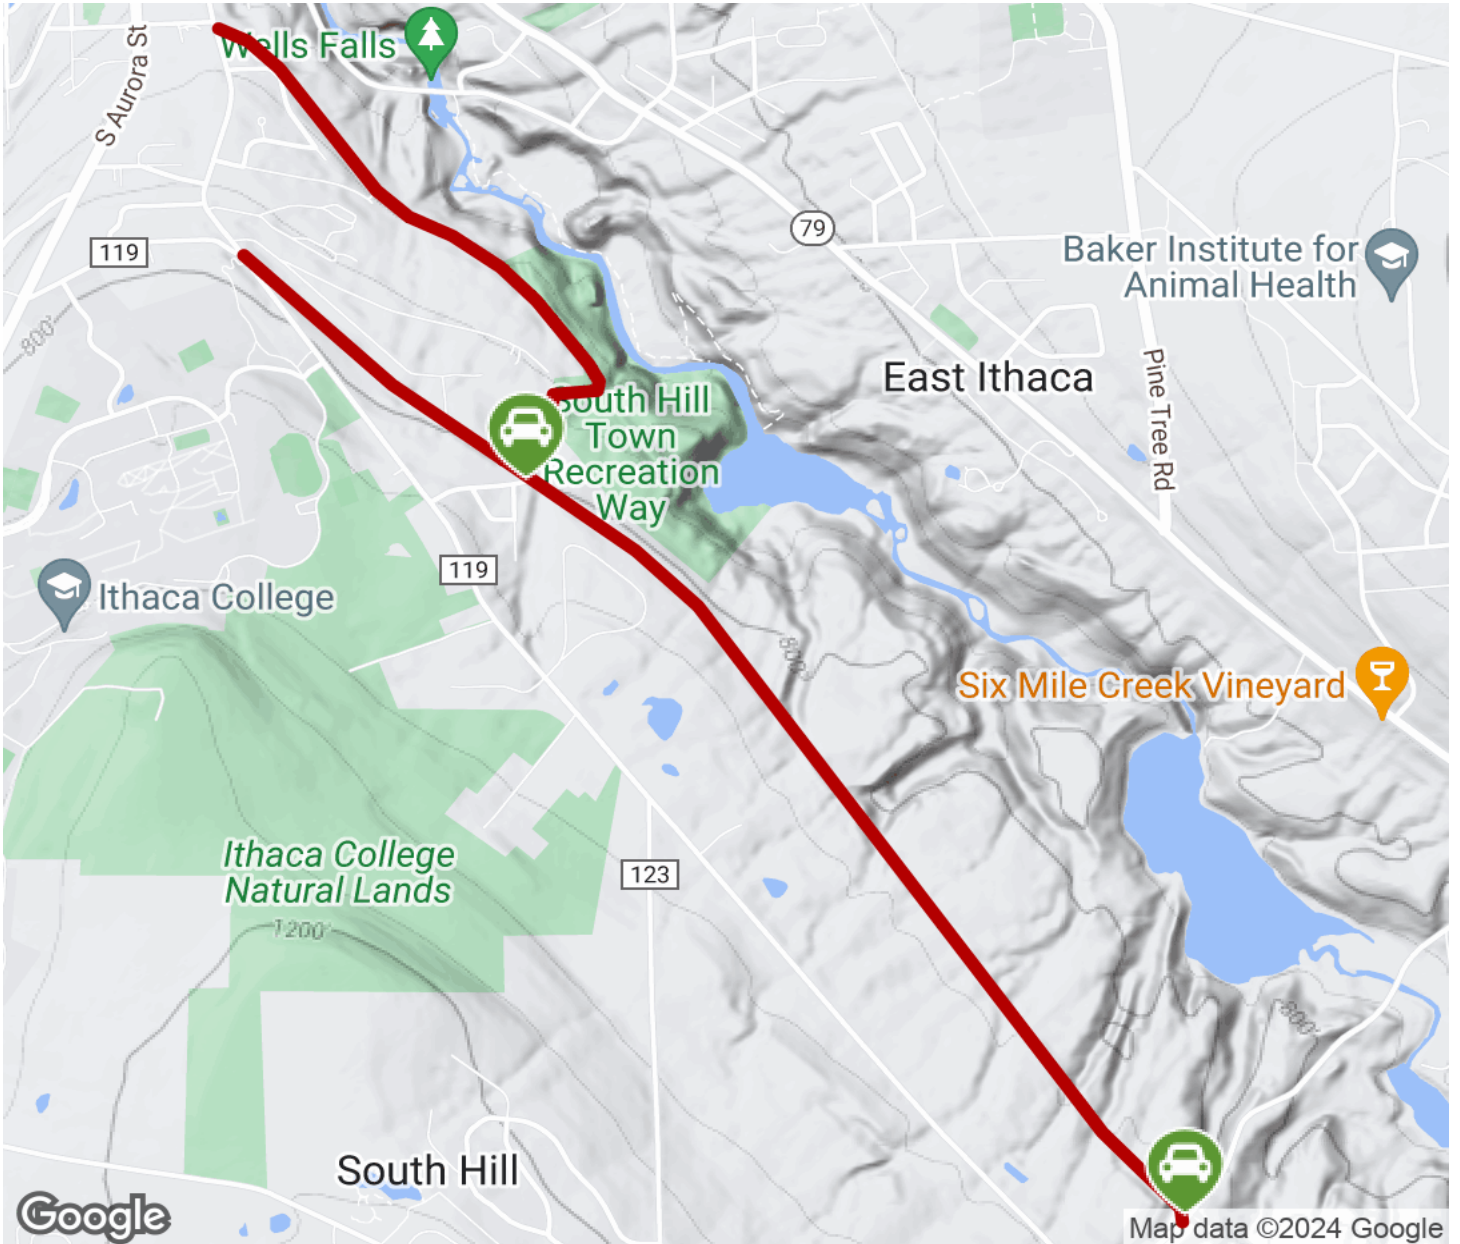 Wells Falls
S Aurora St
79
119
Baker Institute for
Animal Health
800'
East Ithaca
Pine Tree Rd
South Hill
Town
Recreation
Way
119
Ithaca College
800'
Six Mile Creek Vineyard
Ithaca College
Natural Lands
123
1200'
800'
South Hill
Google
Map data ©2024 Google